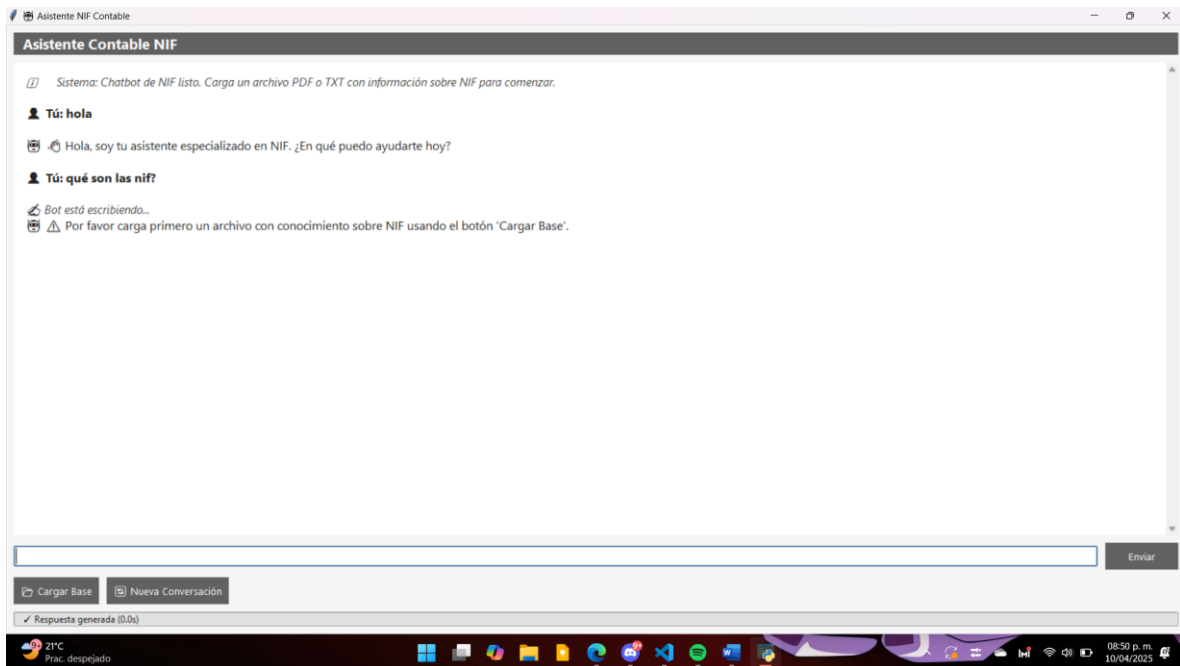 Asistente NIF Contable
Asistente Contable NIF
Sistema: Chatbot de NIF listo. Carga un archivo PDF o TXT con información sobre NIF para comenzar.
Tú: hola
Hola, soy tu asistente especializado en NIF. ¿En qué puedo ayudarte hoy?
Tú: qué son las nif?
Bot está escribiendo...
Por favor carga primero un archivo con conocimiento sobre NIF usando el botón 'Cargar Base'.
Enviar
Cargar Base
Nueva Conversación
✓ Respuesta generada (0.0s)
21°C
Prac. despejado
08:50 p. m.
10/04/2025